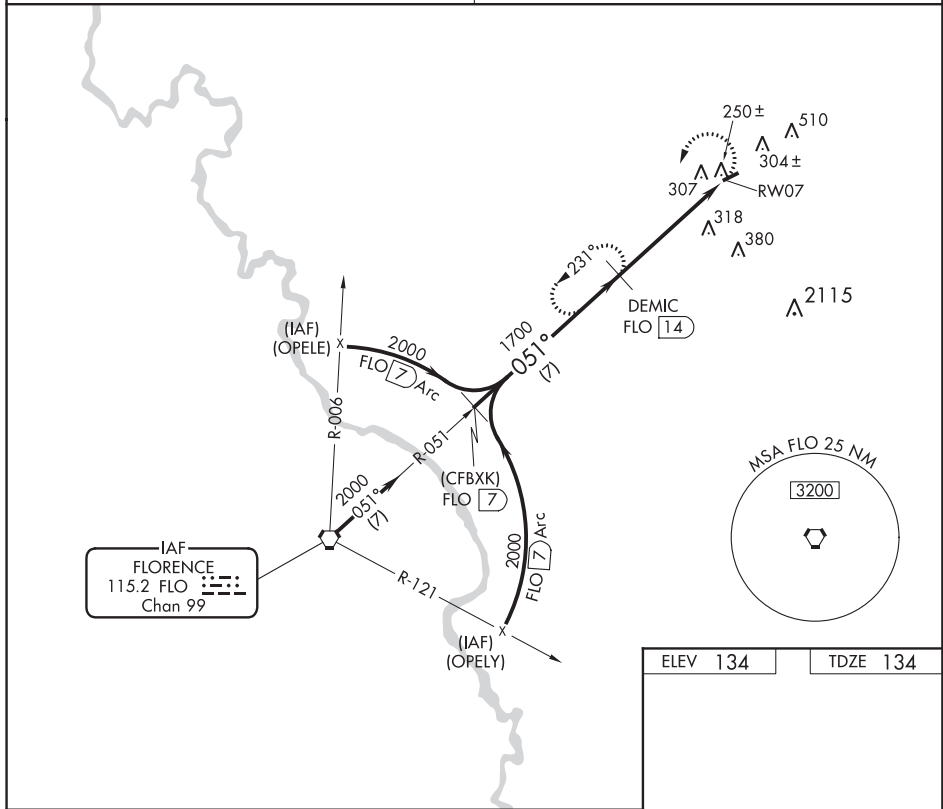 250 ±
510
304 ±
307
RW07
318
380
231°
DEMIC
FLO 14
2115
(IAF)
(OPELE)
2000
FLO 7 Arc
1700
051°
(7)
R-006
R-051
(CFBXK)
FLO 7
2000
051°
(7)
MSA FLO 25 NM
3200
IAF
FLORENCE
115.2 FLO
Chan 99
R-121
2000
FLO 7 Arc
(IAF)
(OPELY)
ELEV 134
TDZE 134